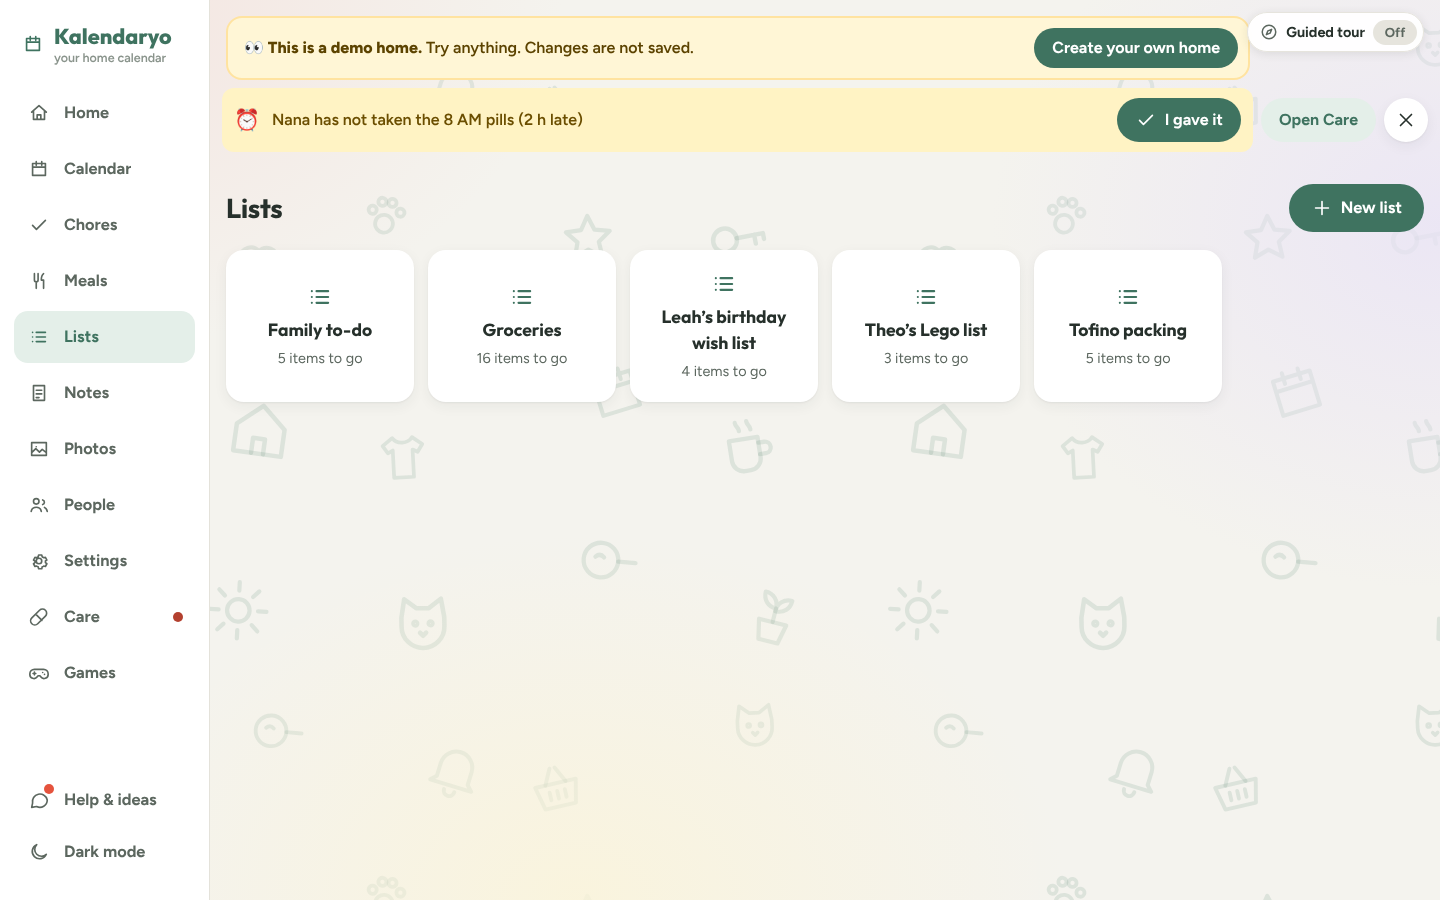 Kalendaryo
your home calendar
Home
Calendar
Chores
Meals
Lists
Notes
Photos
People
Settings
Care
Games
Help & ideas
Dark mode
👀 This is a demo home. Try anything. Changes are not saved.
Create your own home
Guided tour
Off
⏰ Nana has not taken the 8 AM pills (2 h late)
I gave it
Open Care
Lists
New list
Family to-do
5 items to go
Groceries
16 items to go
Leah’s birthday
wish list
4 items to go
Theo’s Lego list
3 items to go
Tofino packing
5 items to go